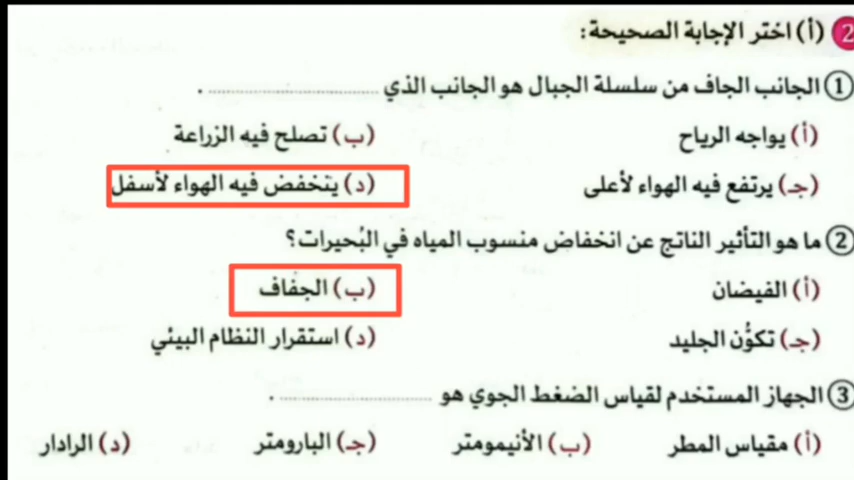 2 (أ) اختر الإجابة الصحيحة:
① الجانب الجاف من سلسلة الجبال هو الجانب الذي .................... .
(أ) يواجه الرياح (ب) تصلح فيه الزراعة
(جـ) يرتفع فيه الهواء لأعلى (د) ينخفض فيه الهواء لأسفل
② ما هو التأثير الناتج عن انخفاض منسوب المياه في البُحيرات؟
(أ) الفيضان (ب) الجفاف
(جـ) تكوُّن الجليد (د) استقرار النظام البيئي
③ الجهاز المستخدم لقياس الضغط الجوي هو .................... .
(أ) مقياس المطر (ب) الأنيمومتر (جـ) البارومتر (د) الرادار